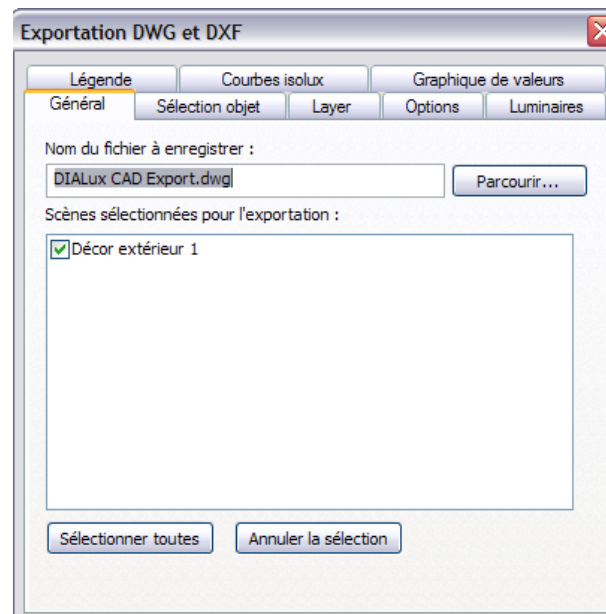 Exportation DWG et DXF
Légende Courbes isolux Graphique de valeurs
Général Sélection objet Layer Options Luminaires
Nom du fichier à enregistrer :
DIALux CAD Export.dwg Parcourir...
Scènes sélectionnées pour l'exportation :
Décor extérieur 1
Sélectionner toutes Annuler la sélection